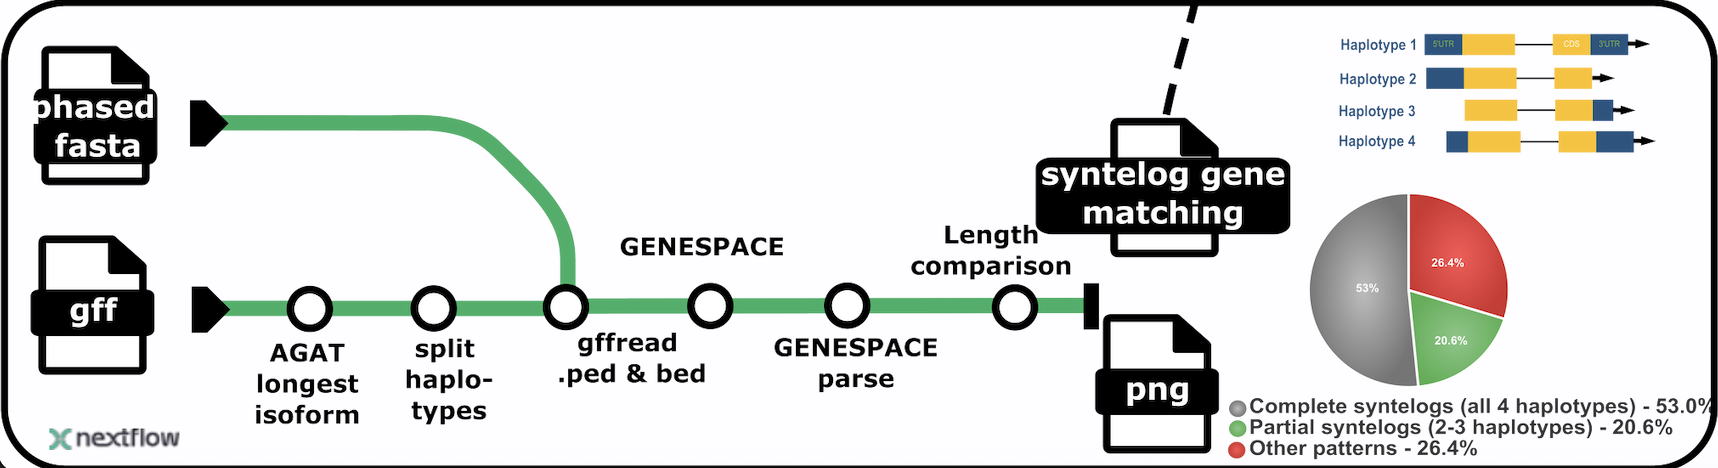 phased
fasta
gff
AGAT
longest
isoform
split
haplo-
types
gffread
.ped & bed
GENESPACE
GENESPACE
parse
Length
comparison
syntelog gene
matching
png
nextflow
Haplotype 1
5'UTR
CDS
3'UTR
Haplotype 2
Haplotype 3
Haplotype 4
53%
26.4%
20.6%
Complete syntelogs (all 4 haplotypes) - 53.0%
Partial syntelogs (2-3 haplotypes) - 20.6%
Other patterns - 26.4%